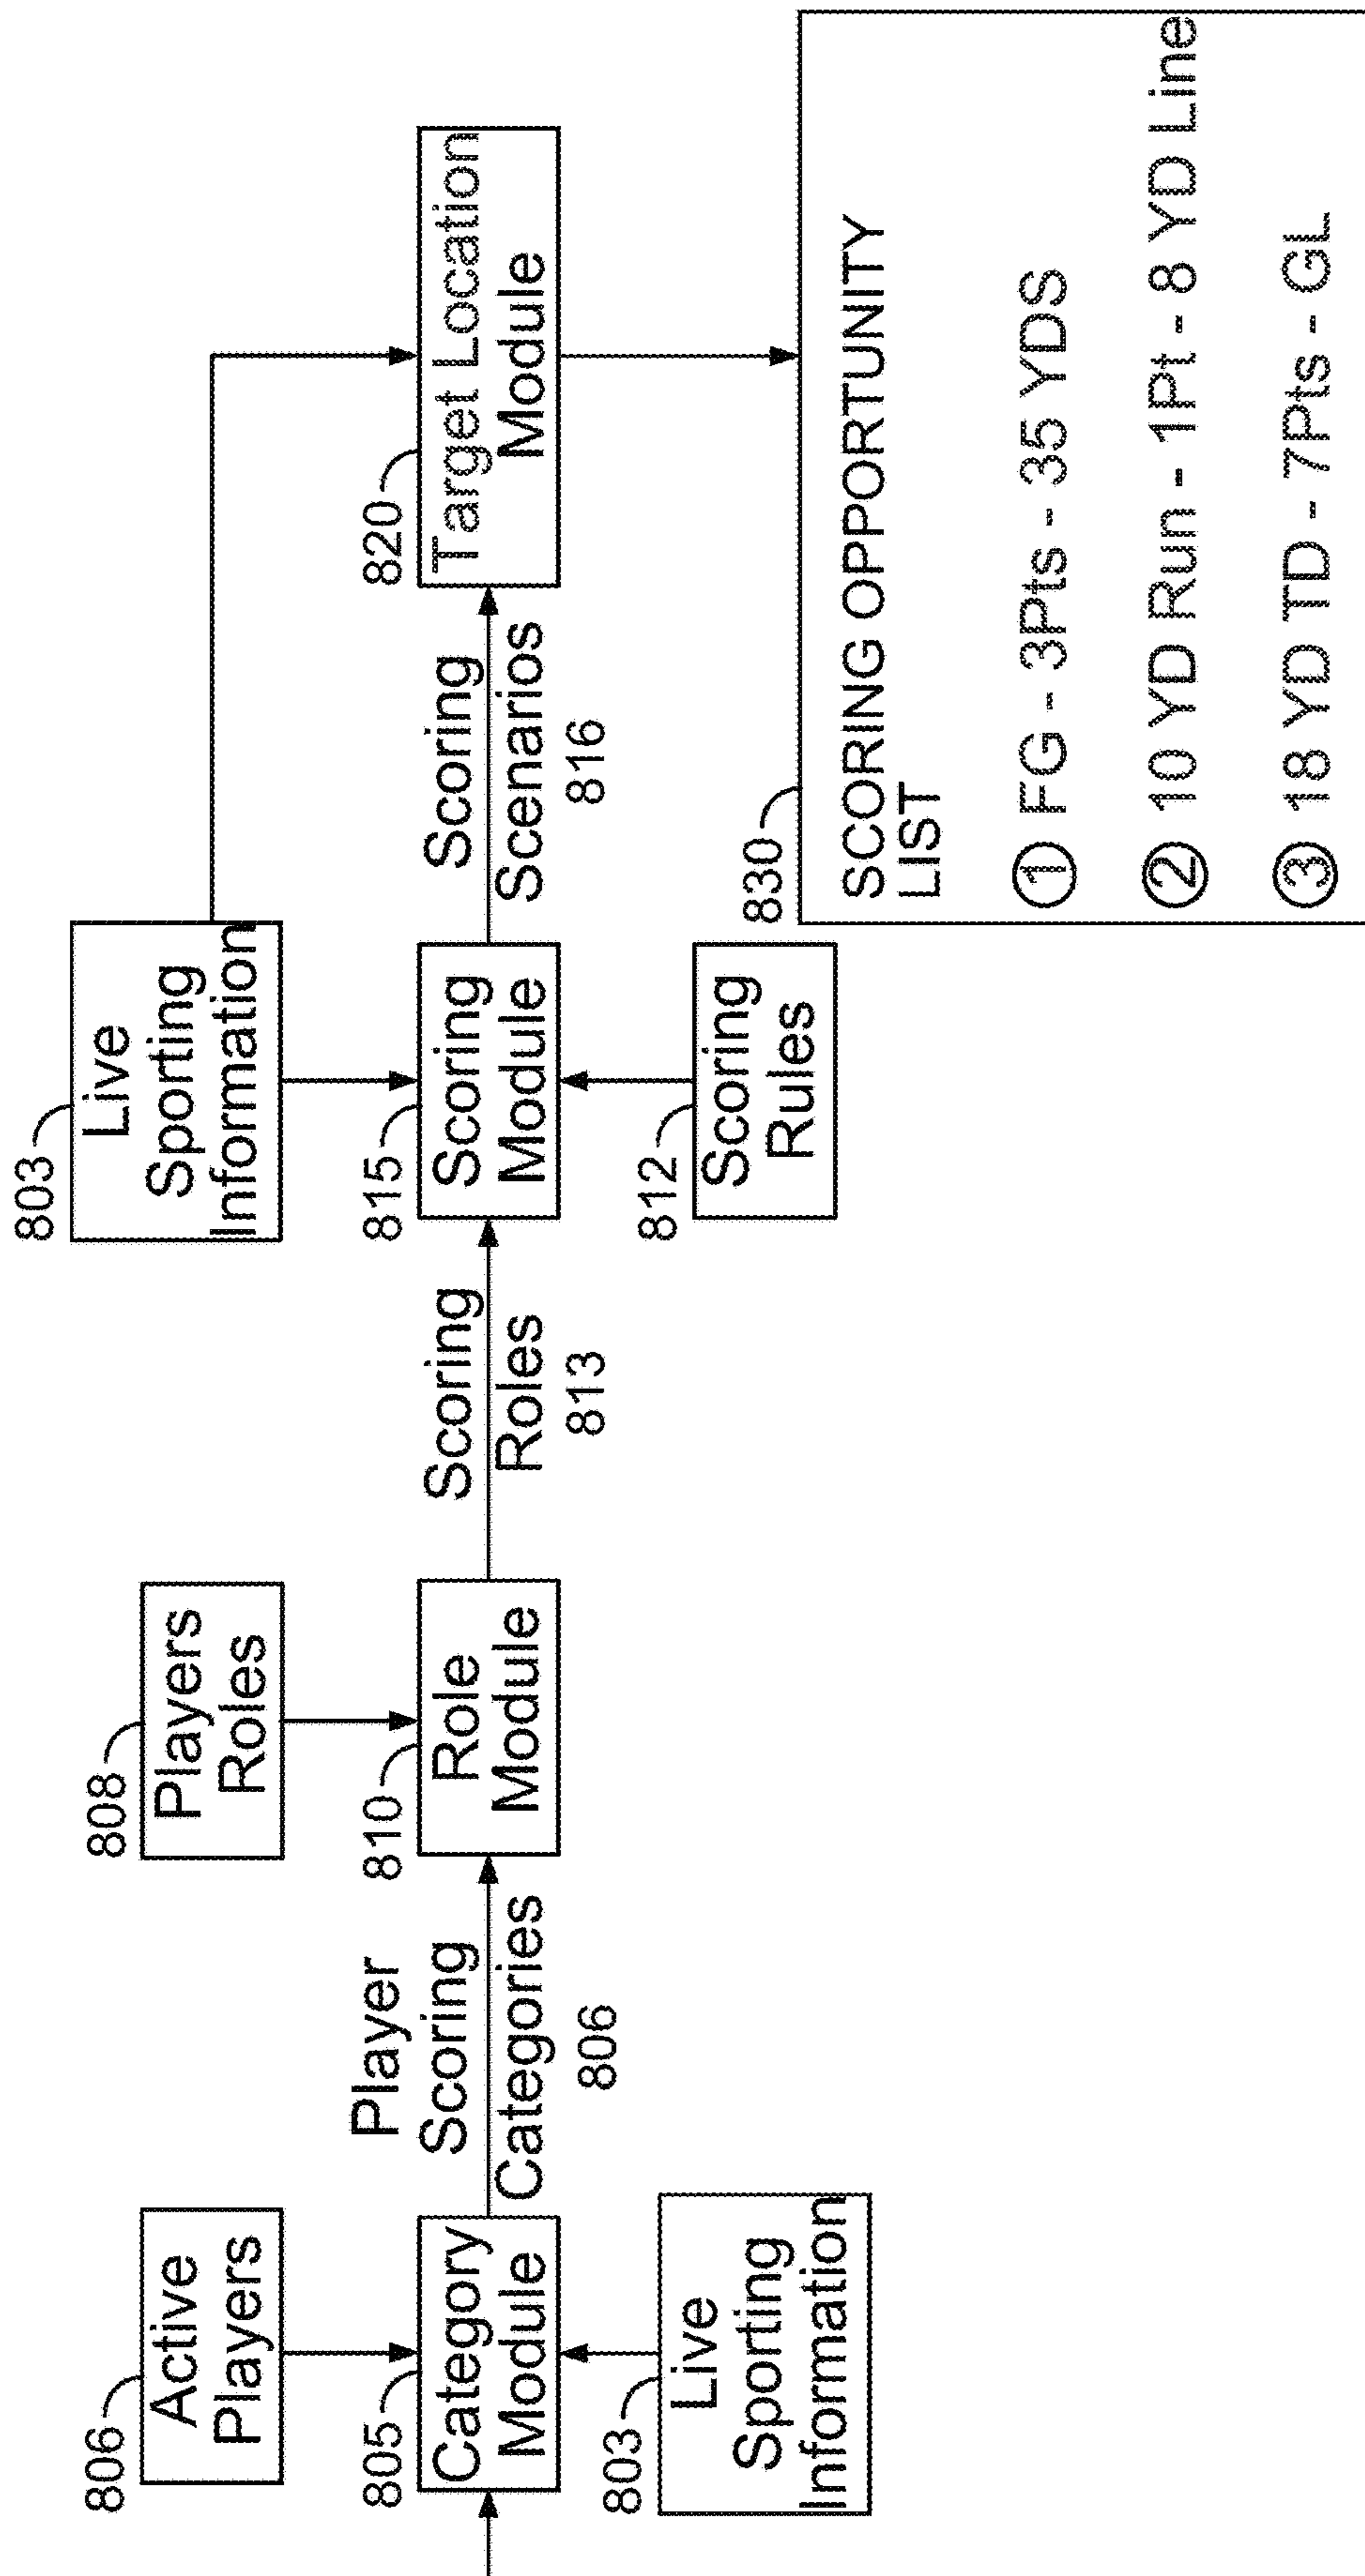 806
Active
Players
805
Category
Module
803
Live
Sporting
Information
Player
Scoring
Categories
806
808
Players
Roles
810
Role
Module
Scoring
Roles
813
803
Live
Sporting
Information
815
Scoring
Module
812
Scoring
Rules
Scoring
Scenarios
816
820
Target Location
Module
830
SCORING OPPORTUNITY
LIST
1 FG - 3Pts - 35 YDS
2 10 YD Run - 1Pt - 8 YD Line
3 18 YD TD - 7Pts - GL